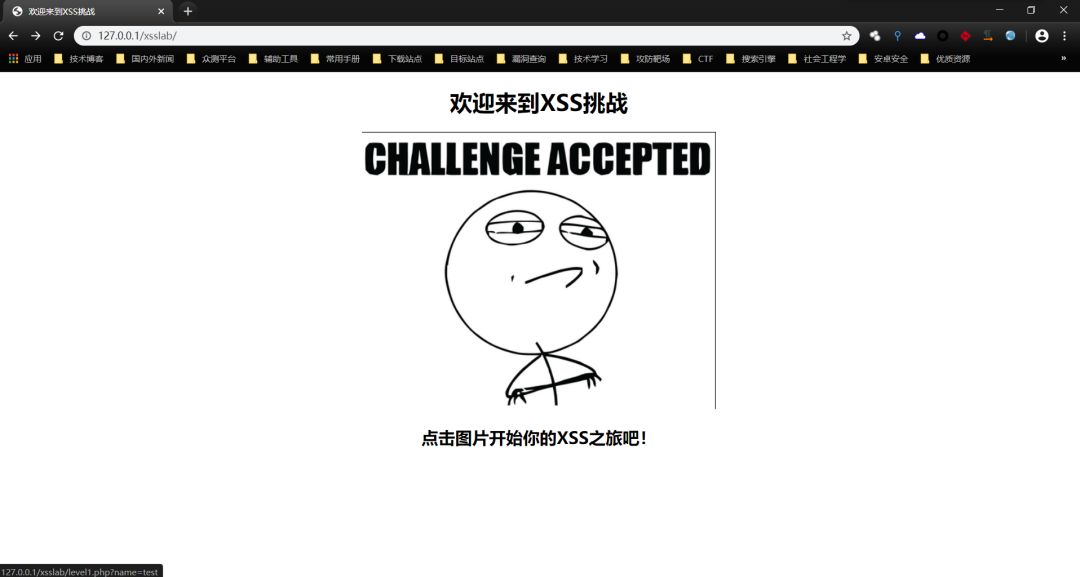 欢迎来到XSS挑战
127.0.0.1/xsslab/
应用 技术博客 国内外新闻 众测平台 辅助工具 常用手册 下载站点 目标站点 漏洞查询 技术学习 攻防靶场 CTF 搜索引擎 社会工程学 安卓安全 优质资源 »
欢迎来到XSS挑战
CHALLENGE ACCEPTED
点击图片开始你的XSS之旅吧！
127.0.0.1/xsslab/level1.php?name=test